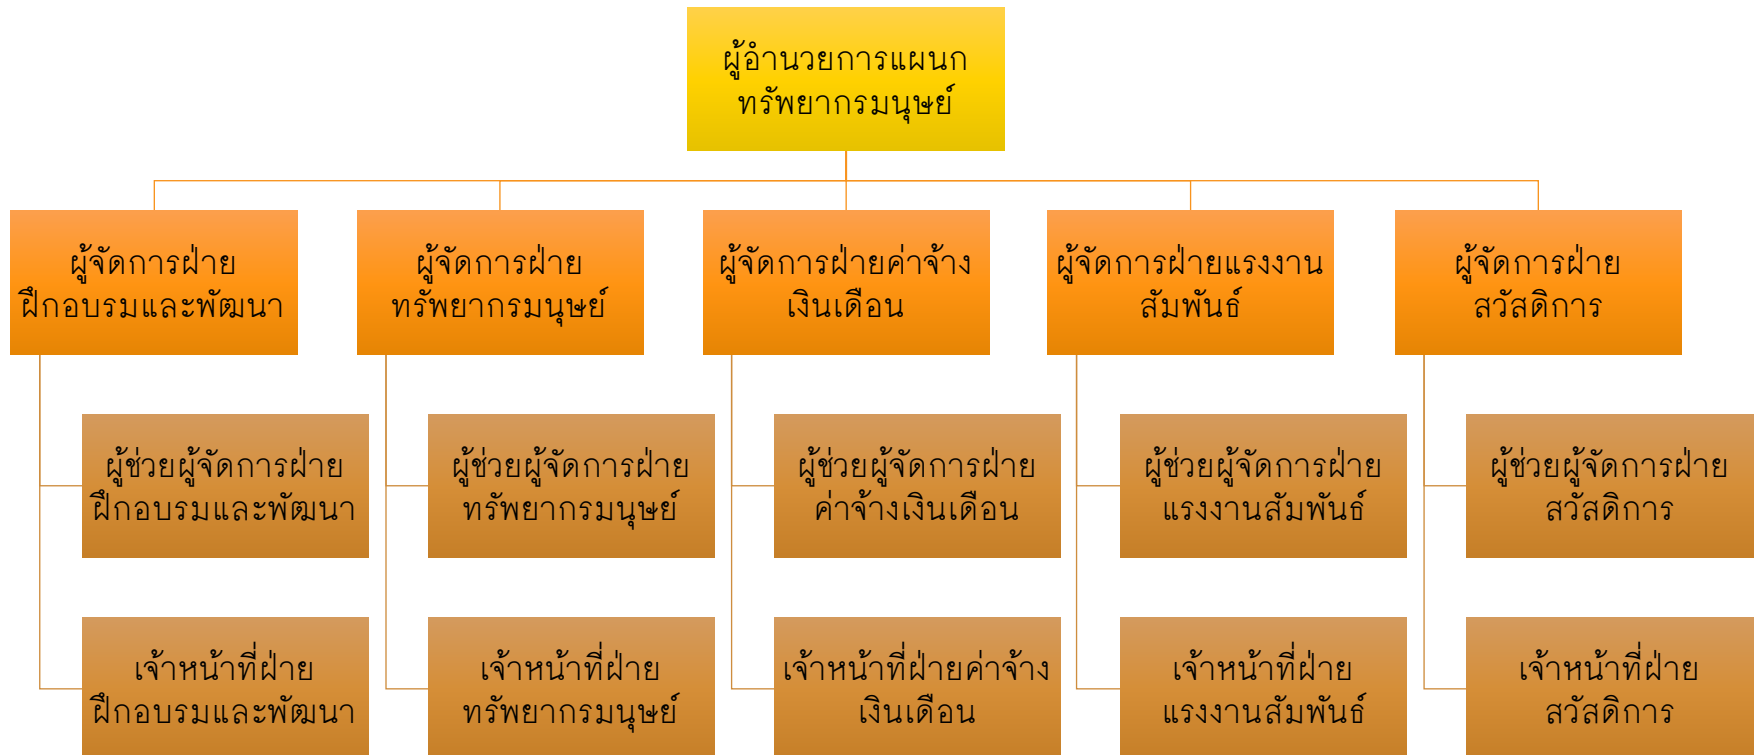 ผู้อำนวยการแผนก
ทรัพยากรมนุษย์
ผู้จัดการฝ่าย
ฝึกอบรมและพัฒนา
ผู้จัดการฝ่าย
ทรัพยากรมนุษย์
ผู้จัดการฝ่ายค่าจ้าง
เงินเดือน
ผู้จัดการฝ่ายแรงงาน
สัมพันธ์
ผู้จัดการฝ่าย
สวัสดิการ
ผู้ช่วยผู้จัดการฝ่าย
ฝึกอบรมและพัฒนา
ผู้ช่วยผู้จัดการฝ่าย
ทรัพยากรมนุษย์
ผู้ช่วยผู้จัดการฝ่าย
ค่าจ้างเงินเดือน
ผู้ช่วยผู้จัดการฝ่าย
แรงงานสัมพันธ์
ผู้ช่วยผู้จัดการฝ่าย
สวัสดิการ
เจ้าหน้าที่ฝ่าย
ฝึกอบรมและพัฒนา
เจ้าหน้าที่ฝ่าย
ทรัพยากรมนุษย์
เจ้าหน้าที่ฝ่ายค่าจ้าง
เงินเดือน
เจ้าหน้าที่ฝ่าย
แรงงานสัมพันธ์
เจ้าหน้าที่ฝ่าย
สวัสดิการ